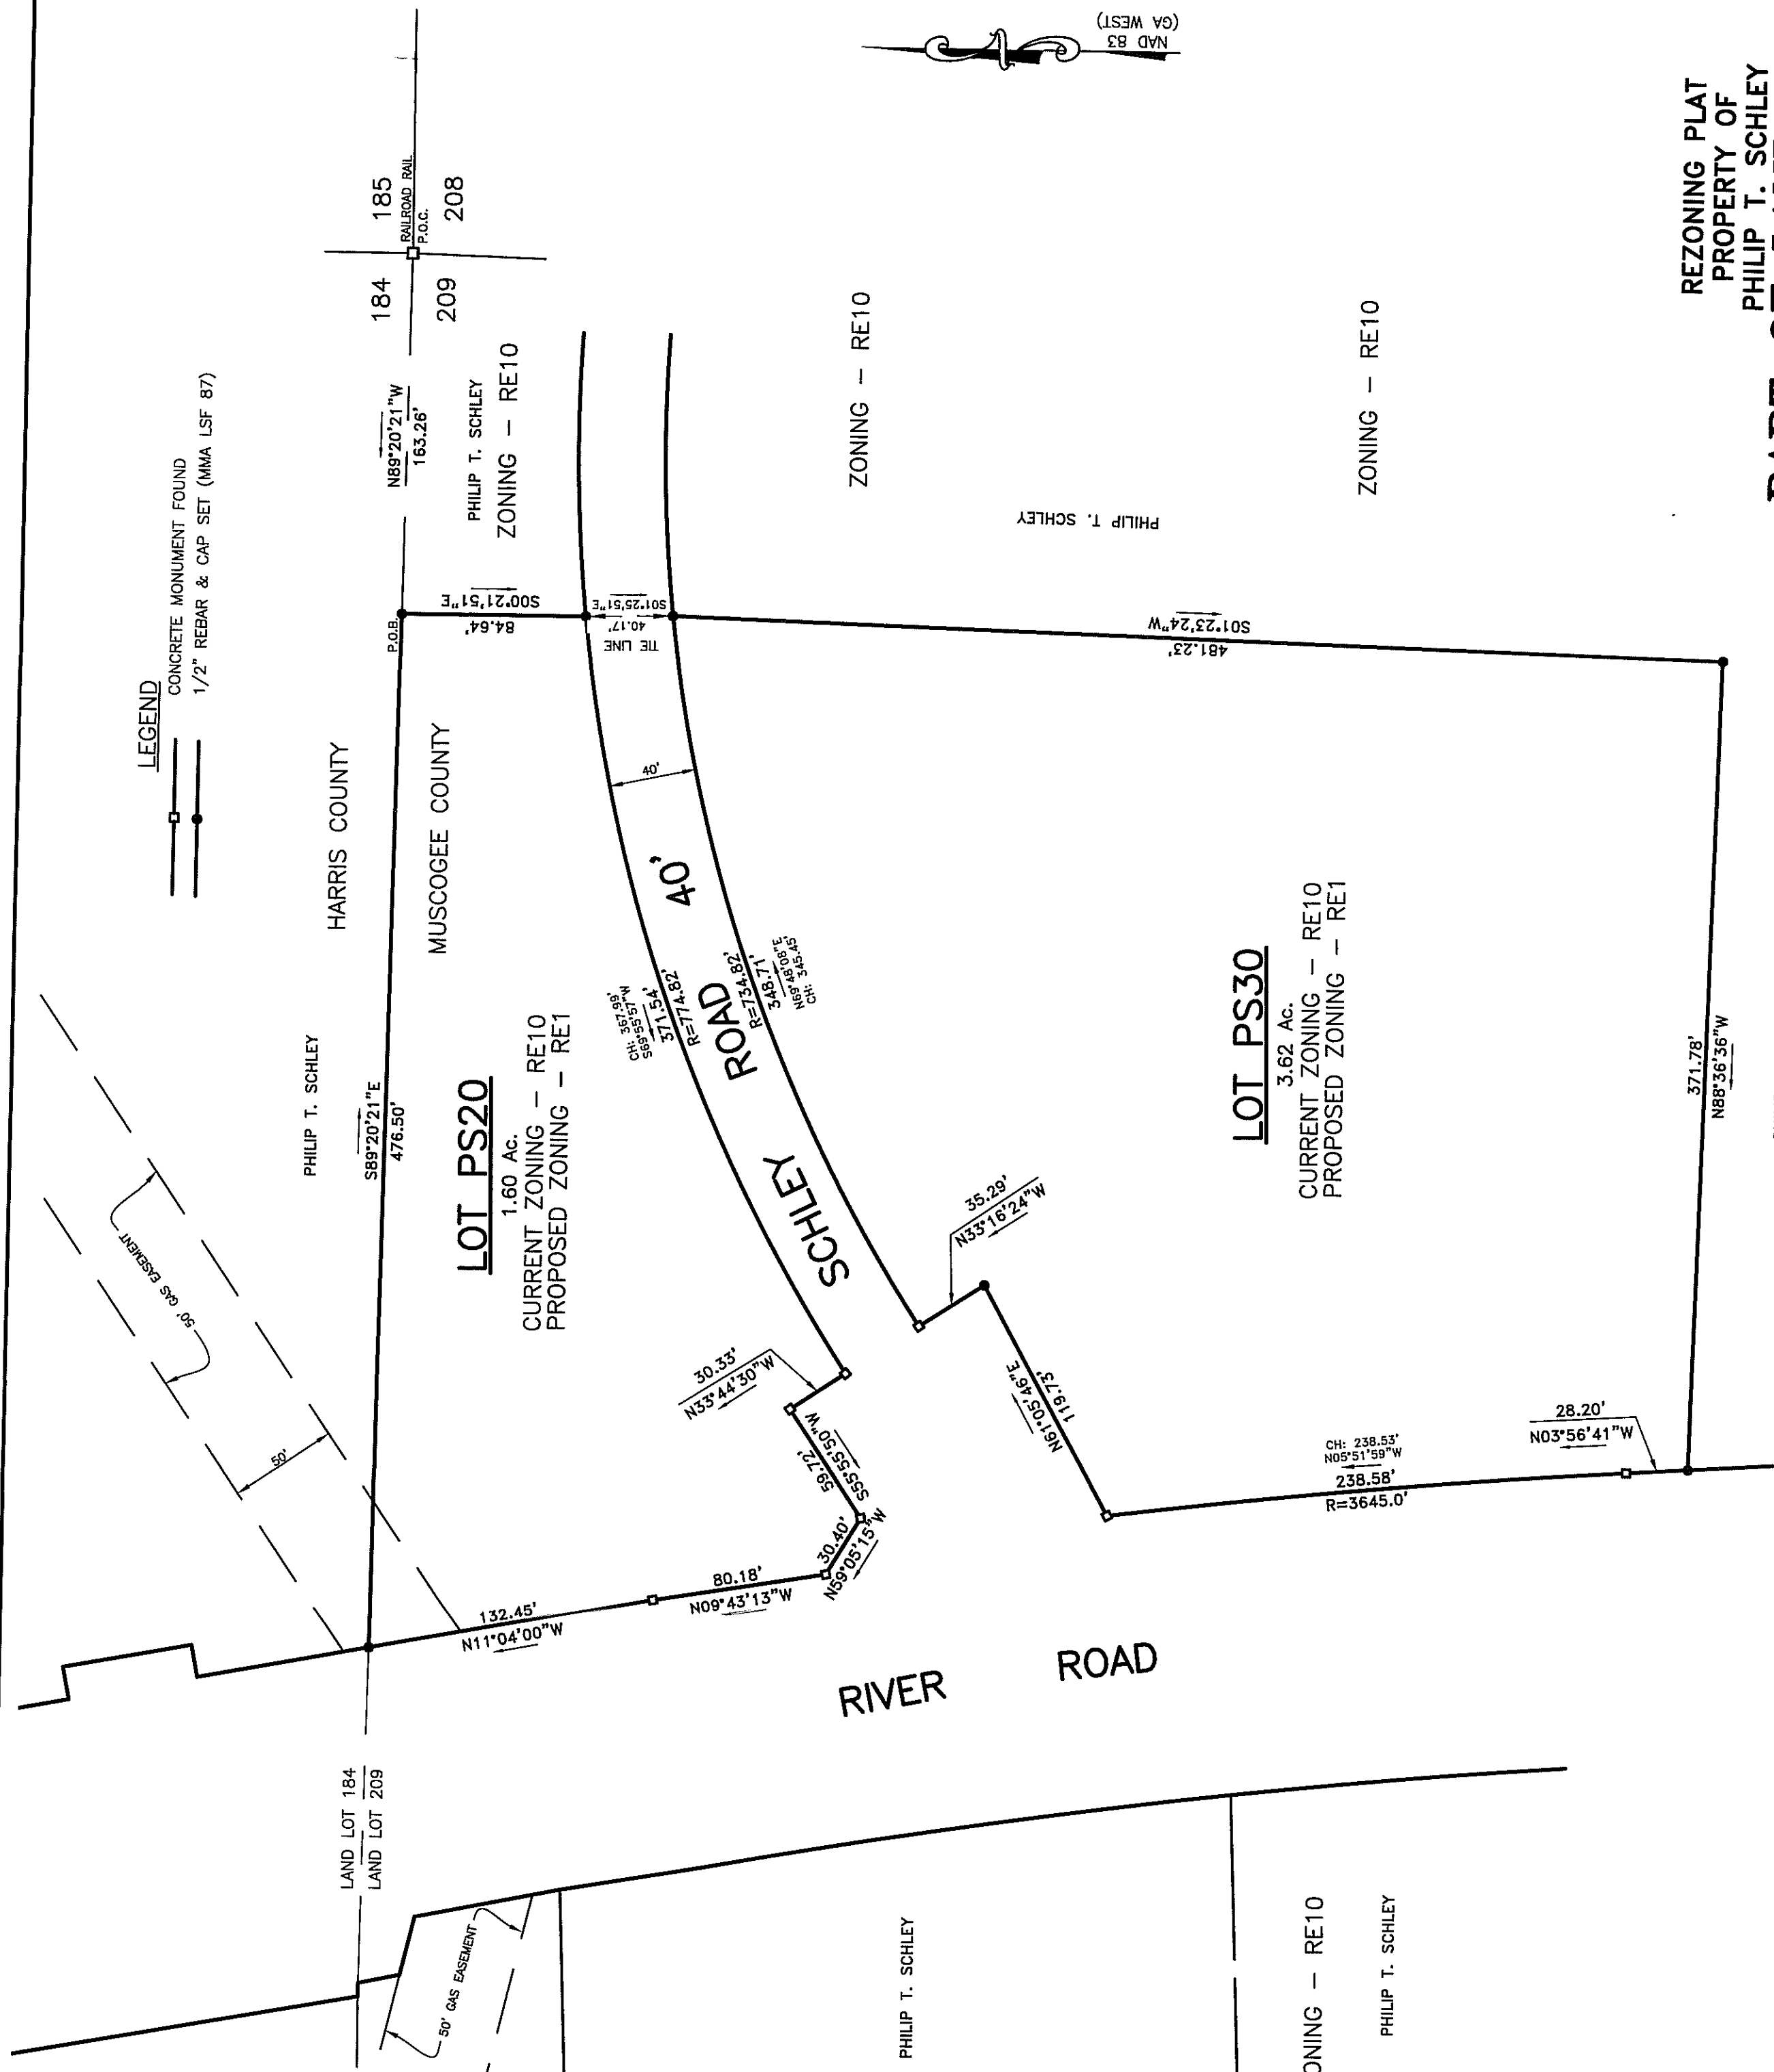 LEGEND
CONCRETE MONUMENT FOUND
1/2" REBAR & CAP SET (MMA LSF 87)
NAD 83
(GA WEST)
184
185
RAILROAD RAIL
P.O.C.
209
208
N89°20'21"W
163.26'
PHILIP T. SCHLEY
ZONING - RE10
HARRIS COUNTY
MUSCOGEE COUNTY
P.O.B.
S00°21'51"E
84.64'
S01°25'51"E
40.17'
TIE LINE
S01°23'24"W
481.23'
PHILIP T. SCHLEY
ZONING - RE10
ZONING - RE10
50' GAS EASEMENT
50'
PHILIP T. SCHLEY
S89°20'21"E
476.50'
LOT PS20
1.60 Ac.
CURRENT ZONING - RE10
PROPOSED ZONING - RE1
CH: 367.99'
S69°55'57"W
371.54'
R=774.82'
SCHLEY ROAD 40'
40'
R=734.82'
348.71'
N69°48'08"E
CH: 345.45'
30.33'
N33°44'30"W
59.72'
S55°55'50"W
30.40'
N59°05'15"W
80.18'
N09°43'13"W
132.45'
N11°04'00"W
35.29'
N33°16'24"W
N61°05'46"E
119.73'
LOT PS30
3.62 Ac.
CURRENT ZONING - RE10
PROPOSED ZONING - RE1
CH: 238.53'
N05°51'59"W
238.58'
R=3645.0'
28.20'
N03°56'41"W
371.78'
N88°36'36"W
RIVER ROAD
LAND LOT 184
LAND LOT 209
50' GAS EASEMENT
PHILIP T. SCHLEY
ONING - RE10
PHILIP T. SCHLEY
REZONING PLAT
PROPERTY OF
PHILIP T. SCHLEY